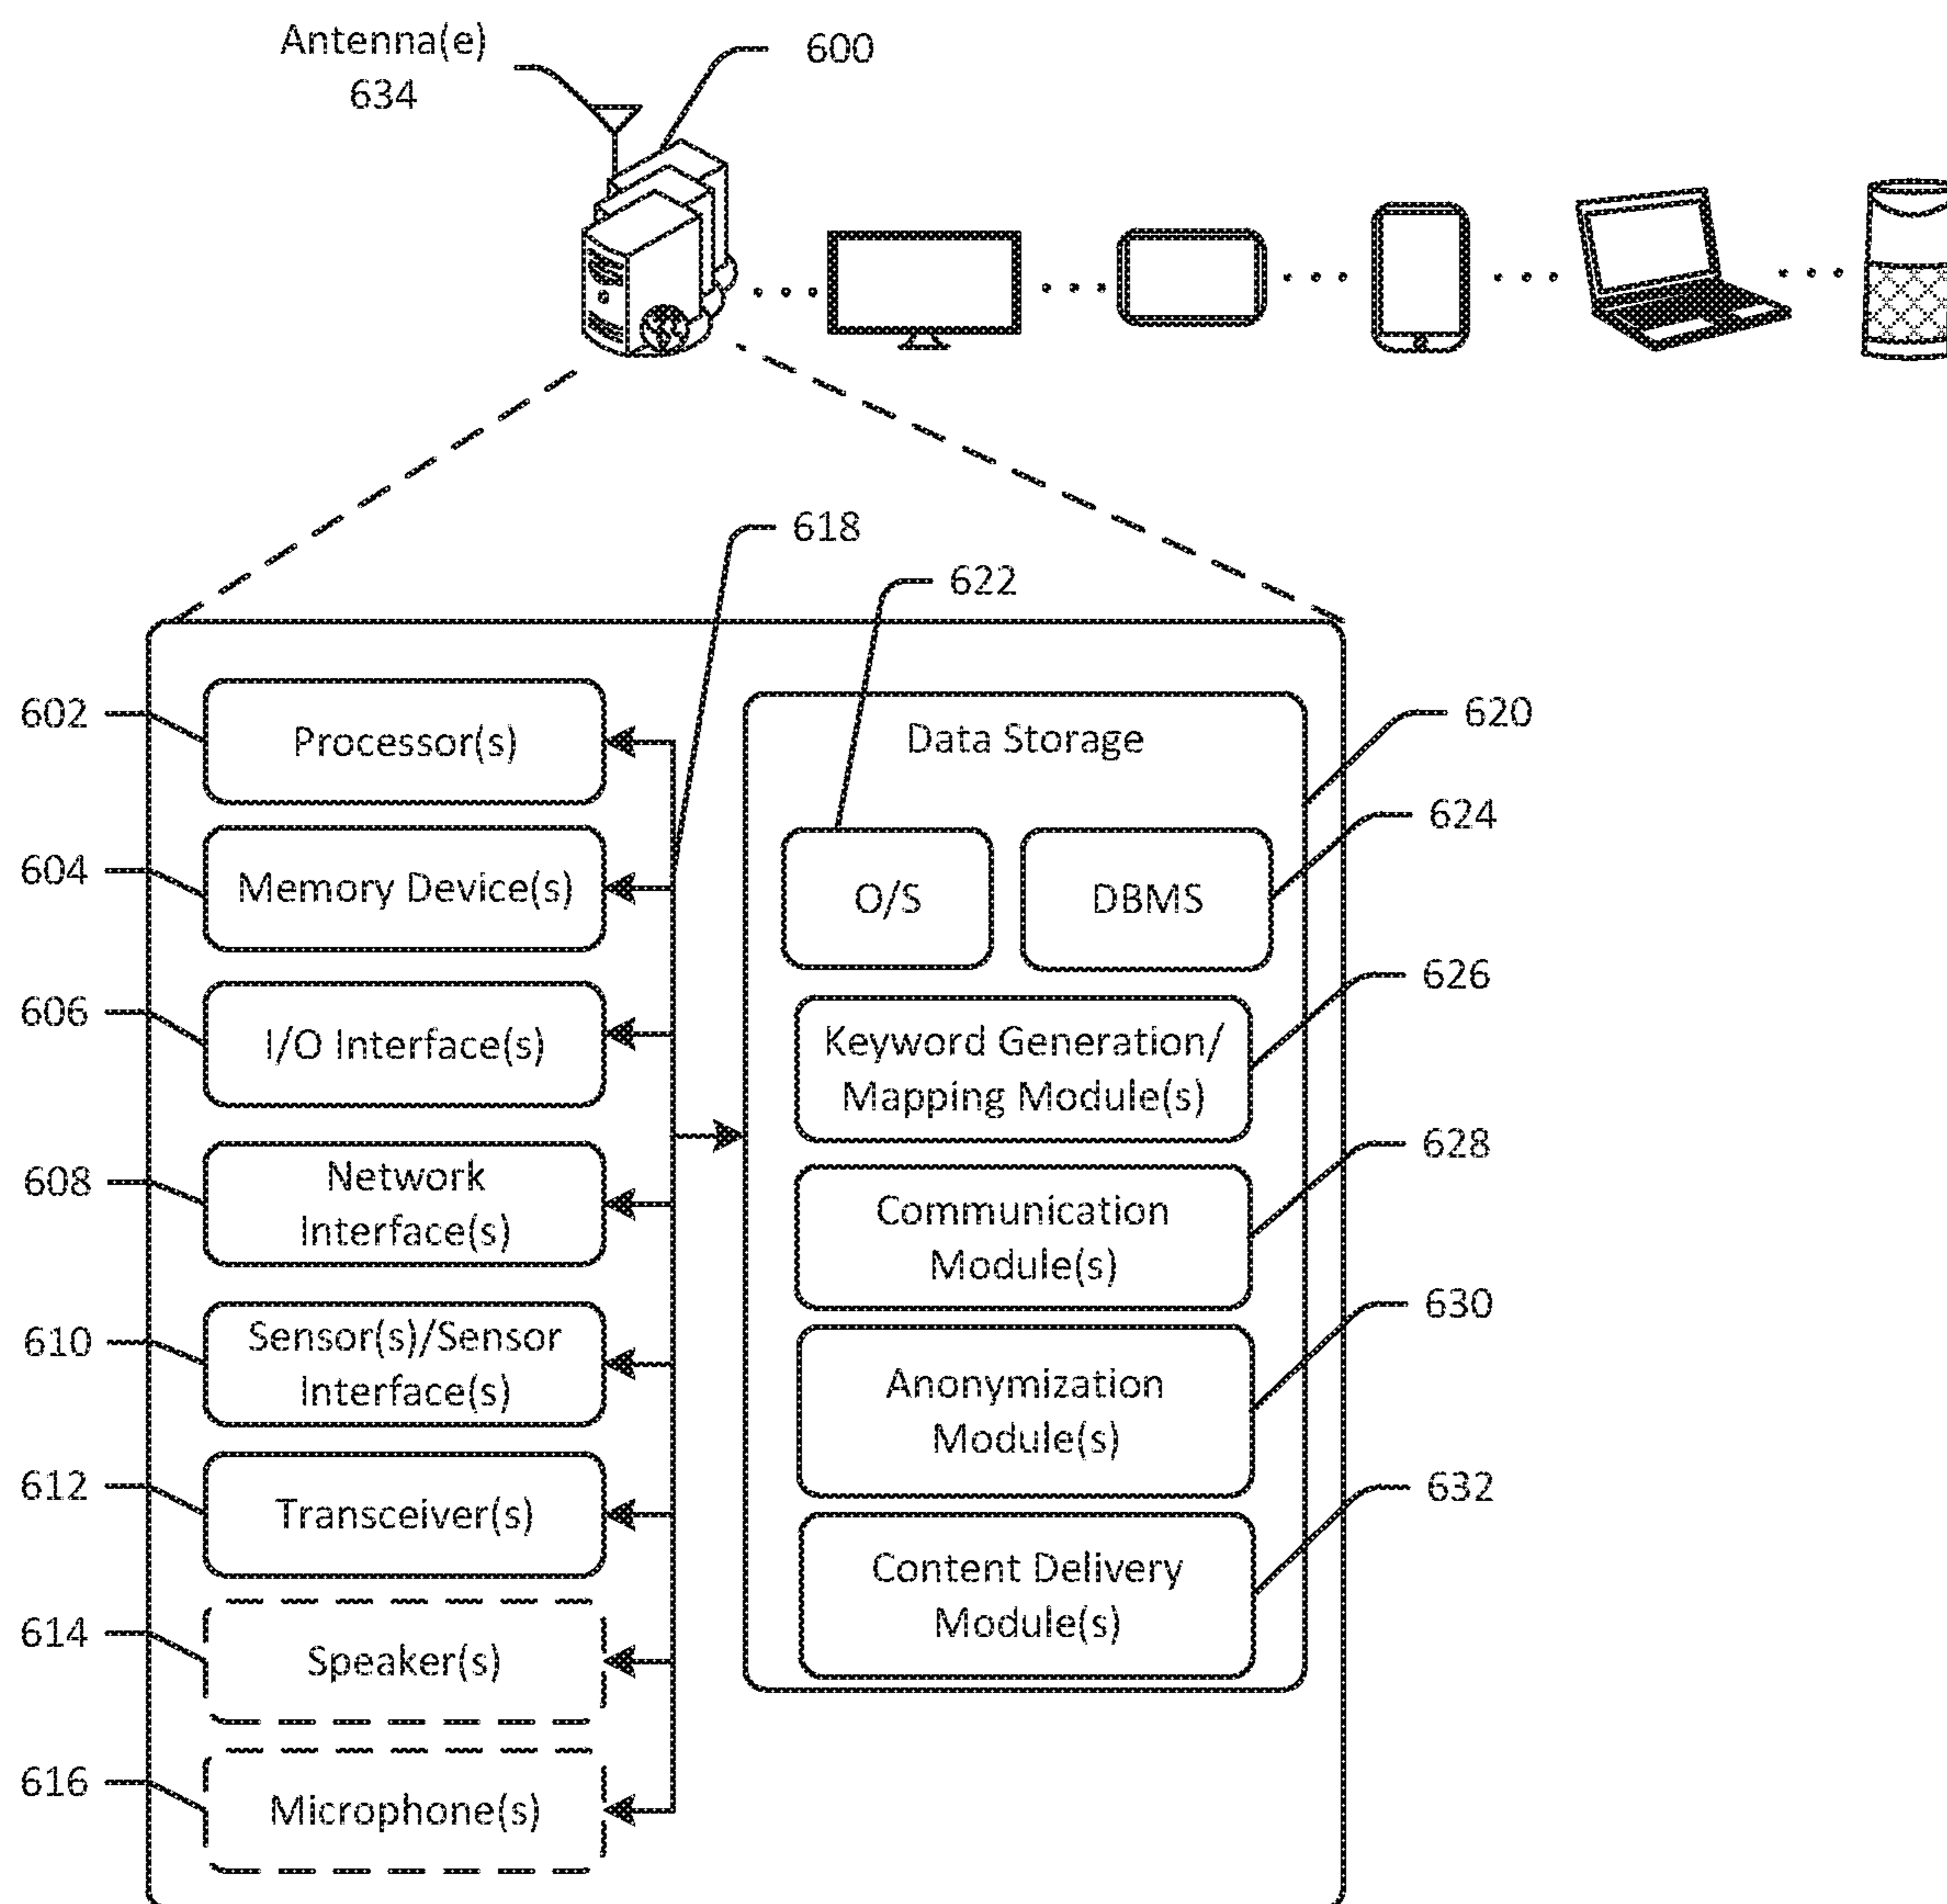 Antenna(e)
634
600
618
622
602
Processor(s)
604
Memory Device(s)
606
I/O Interface(s)
608
Network
Interface(s)
610
Sensor(s)/Sensor
Interface(s)
612
Transceiver(s)
614
Speaker(s)
616
Microphone(s)
Data Storage
620
O/S
DBMS
624
Keyword Generation/
Mapping Module(s)
626
Communication
Module(s)
628
Anonymization
Module(s)
630
Content Delivery
Module(s)
632